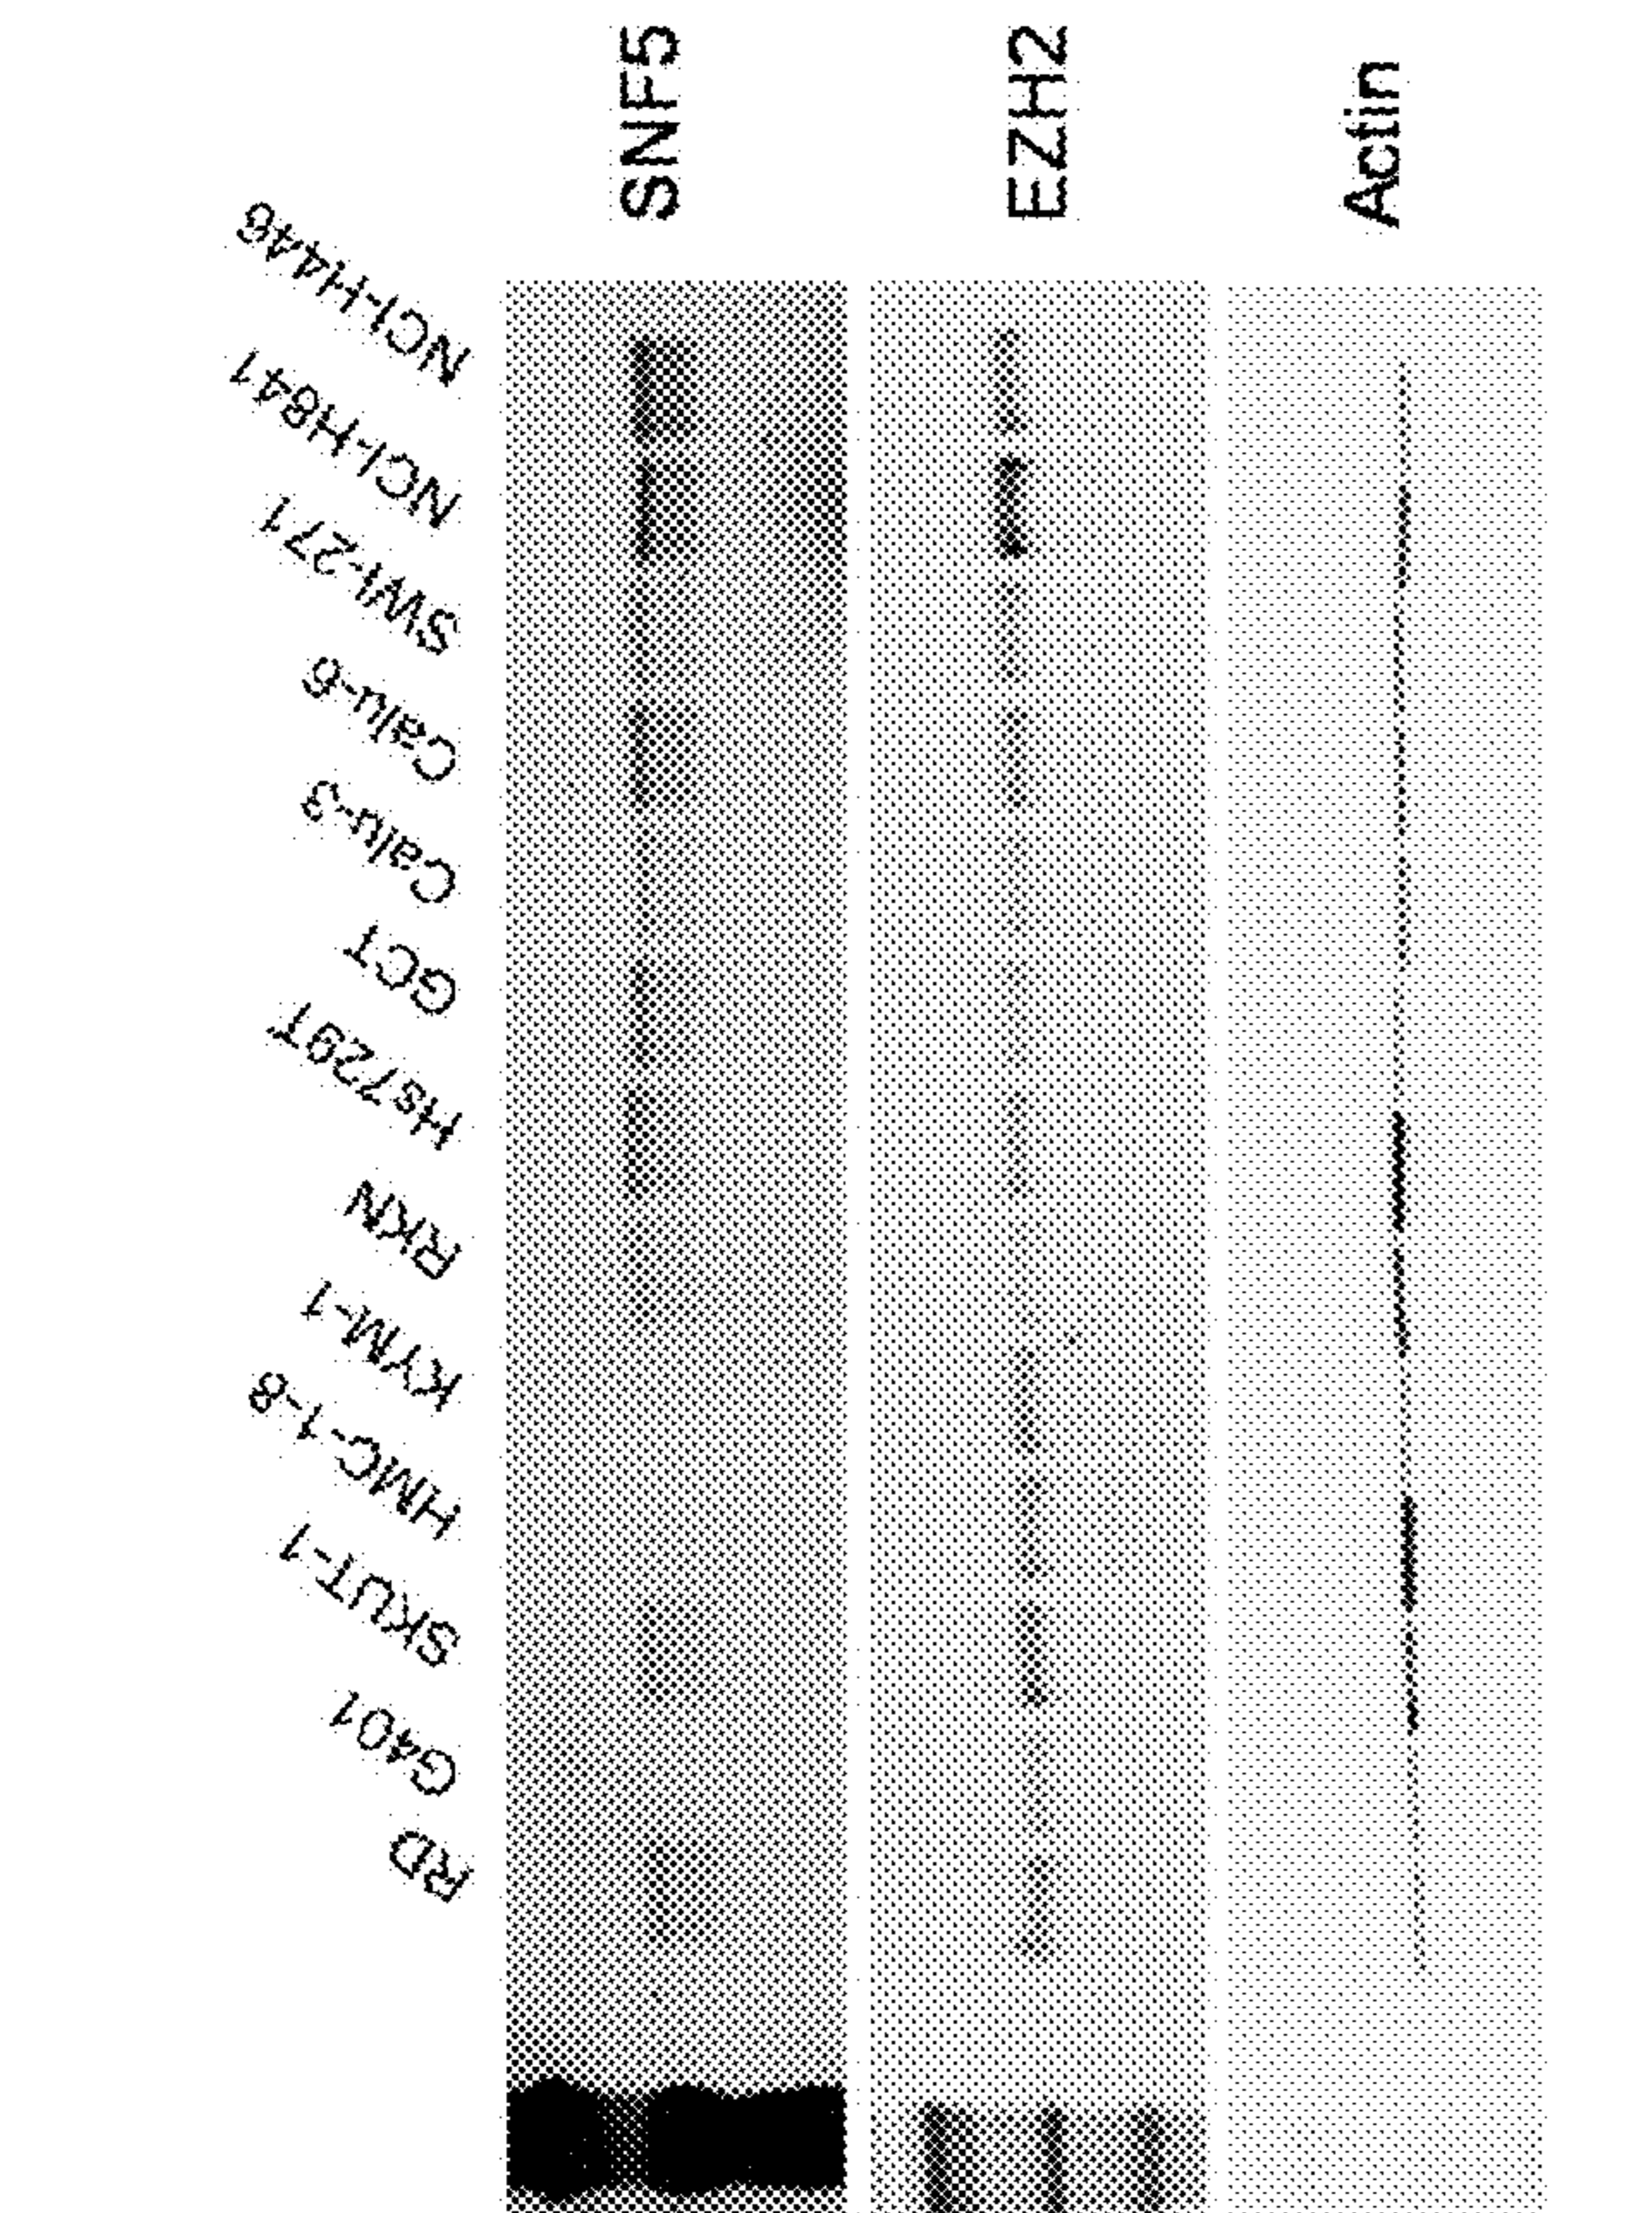 RD
G401
SKUT-1
HMC-1-8
KYM-1
RKN
Hs729T
GCT
Calu-3
Calu-6
SWI-271
NCI-H841
NCI-H446
SNF5
EZH2
Actin